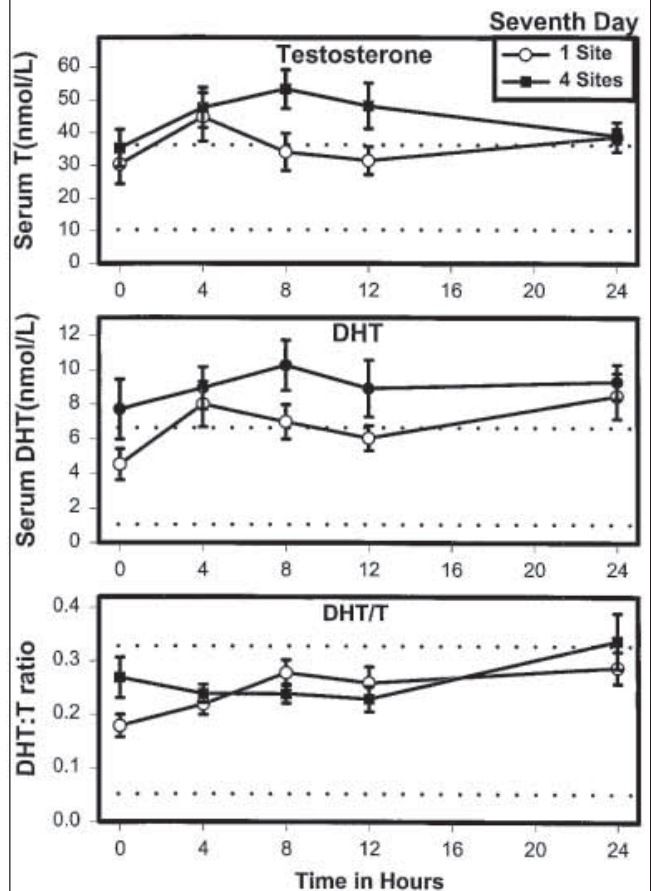 Seventh Day
1 Site
4 Sites
Testosterone
Serum T(nmol/L)
60
50
40
30
20
10
0
0 4 8 12 16 20 24
DHT
Serum DHT(nmol/L)
12
10
8
6
4
2
0
0 4 8 12 16 20 24
DHT/T
DHT:T ratio
0.4
0.3
0.2
0.1
0.0
0 4 8 12 16 20 24
Time in Hours